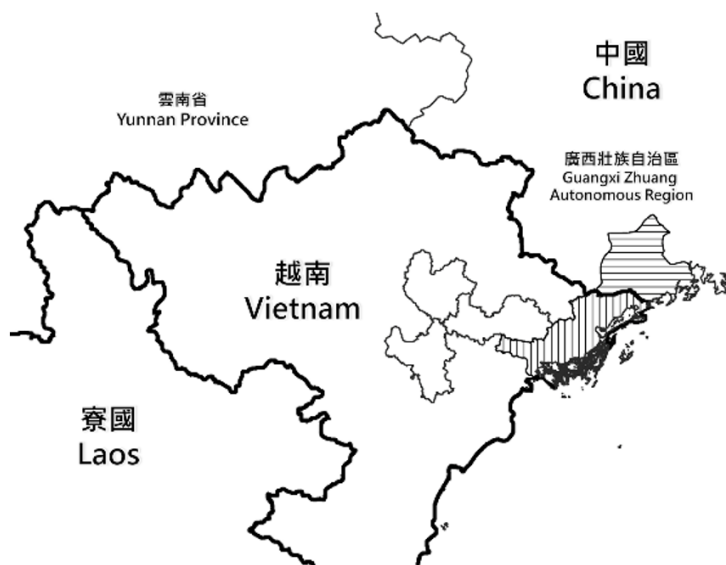 中國
China
雲南省
Yunnan Province
廣西壯族自治區
Guangxi Zhuang
Autonomous Region
越南
Vietnam
寮國
Laos